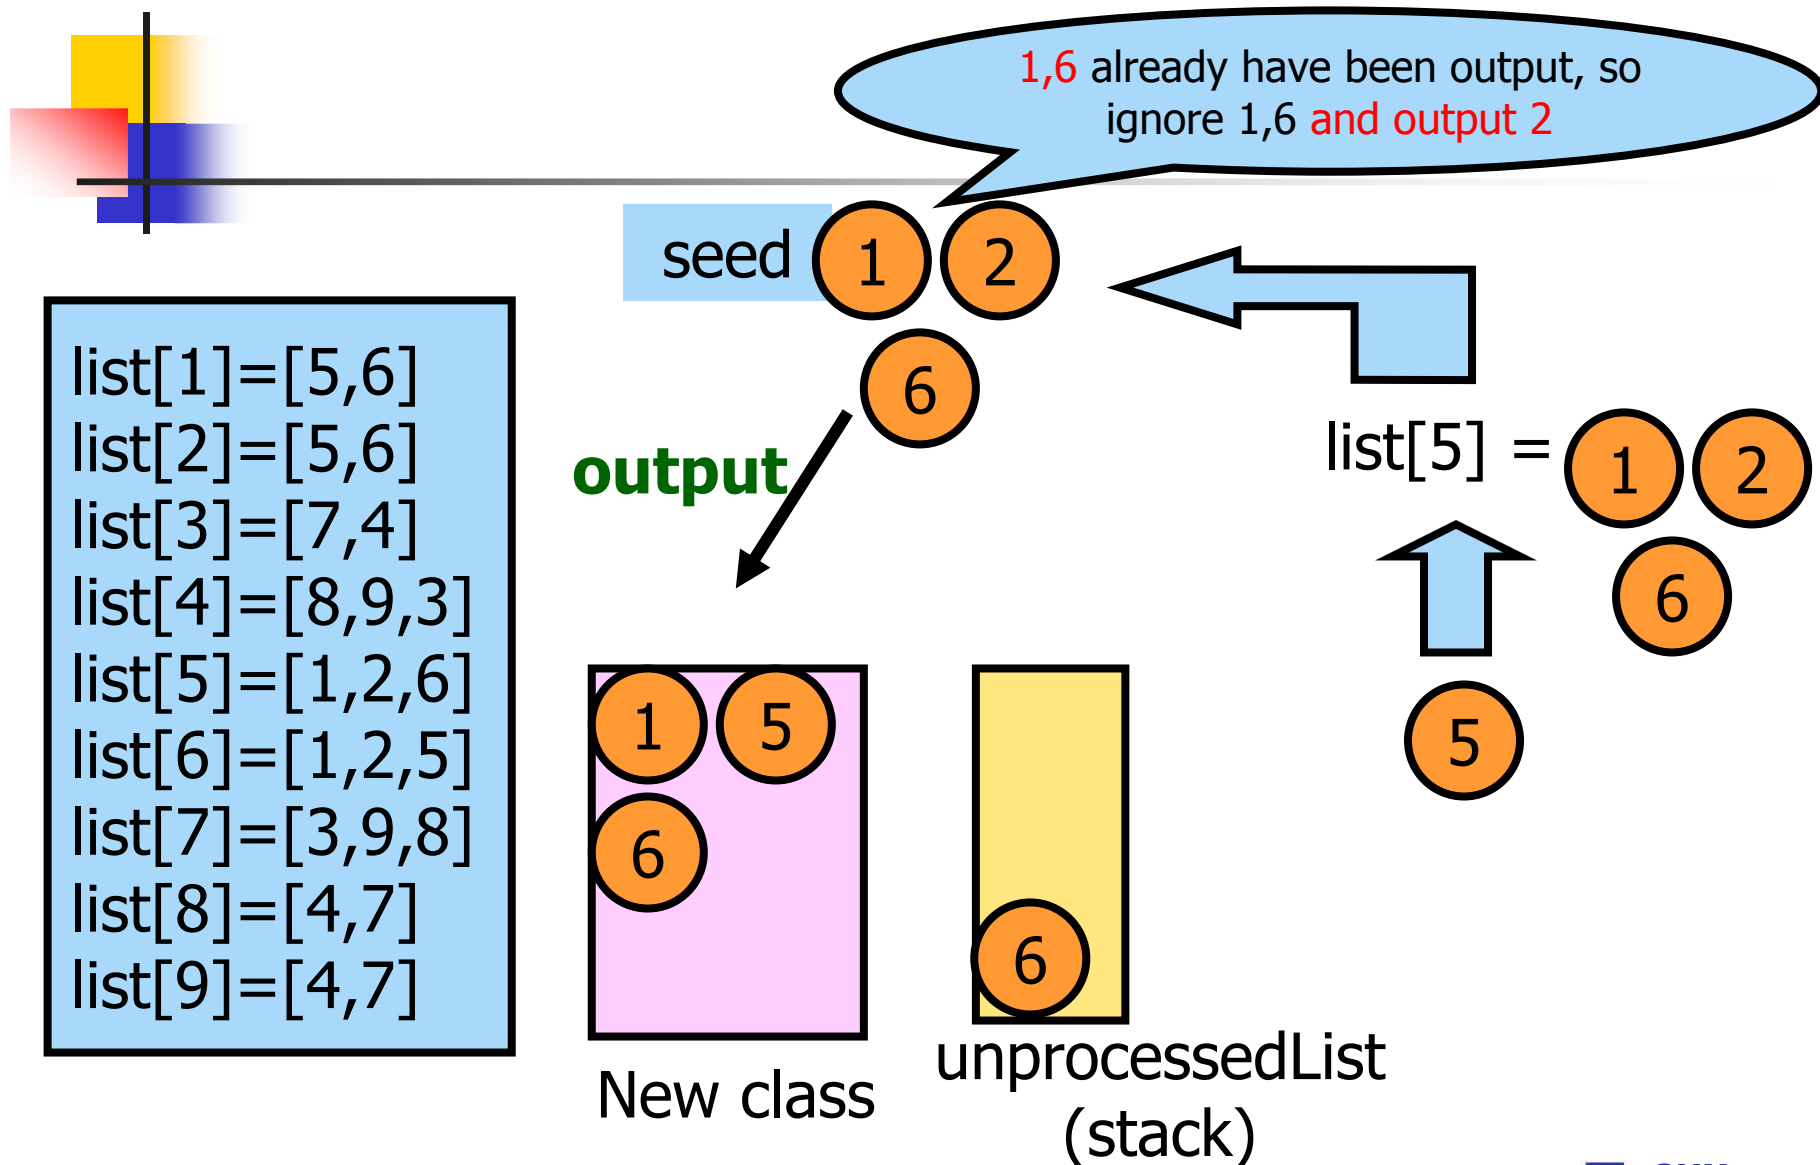 1,6 already have been output, so
ignore 1,6 and output 2
seed 1 2
6
output
list[1]=[5,6]
list[2]=[5,6]
list[3]=[7,4]
list[4]=[8,9,3]
list[5]=[1,2,6]
list[6]=[1,2,5]
list[7]=[3,9,8]
list[8]=[4,7]
list[9]=[4,7]
list[5] = 1 2
6
5
1 5
6
New class
6
unprocessedList
(stack)